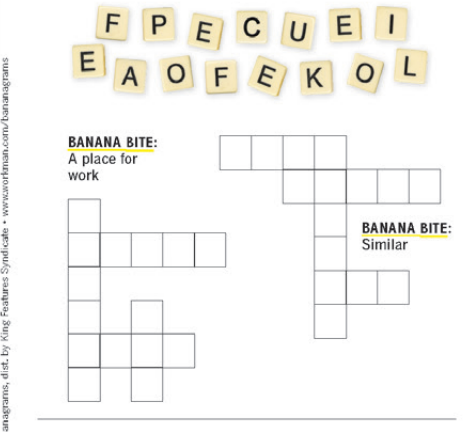 F P E C U E I
E A O F E K O L
BANANA BITE:
A place for
work
BANANA BITE:
Similar
anagrams, dist. by King Features Syndicate • www.workman.com/bananagrams